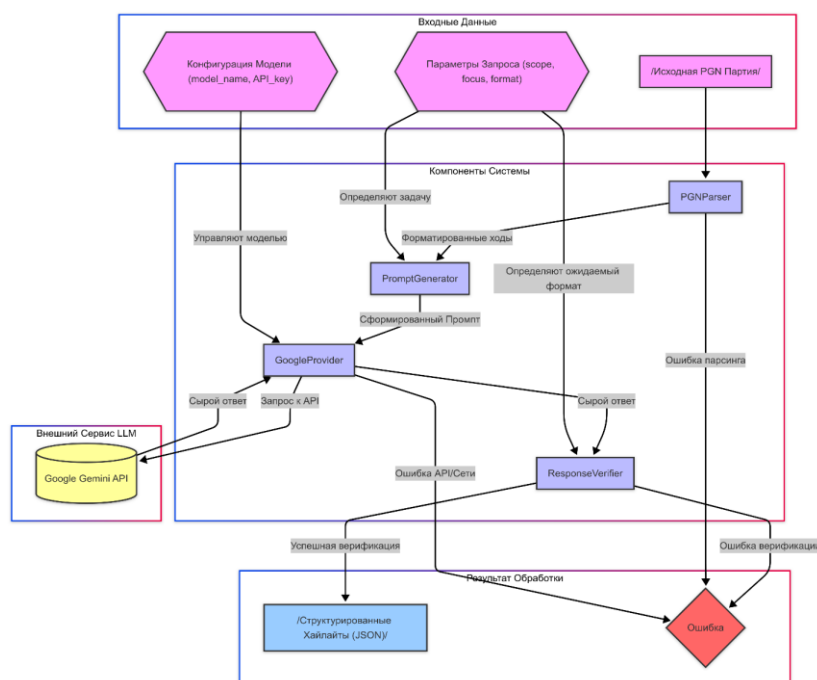 Входные Данные
Конфигурация Модели
(model_name, API_key)
Параметры Запроса (scope,
focus, format)
/Исходная PGN Партия/
Компоненты Системы
Определяют задачу
PGNParser
Управляют моделью
Форматированные ходы
PromptGenerator
Определяют ожидаемый
формат
Сформированный Промпт
GoogleProvider
Ошибка парсинга
Сырой ответ
Запрос к API
Сырой ответ
Внешний Сервис LLM
Google Gemini API
Ошибка API/Сети
ResponseVerifier
Успешная верификация
Ошибка верификации
Результат Обработки
/Структурированные
Хайлайты (JSON)/
Ошибка